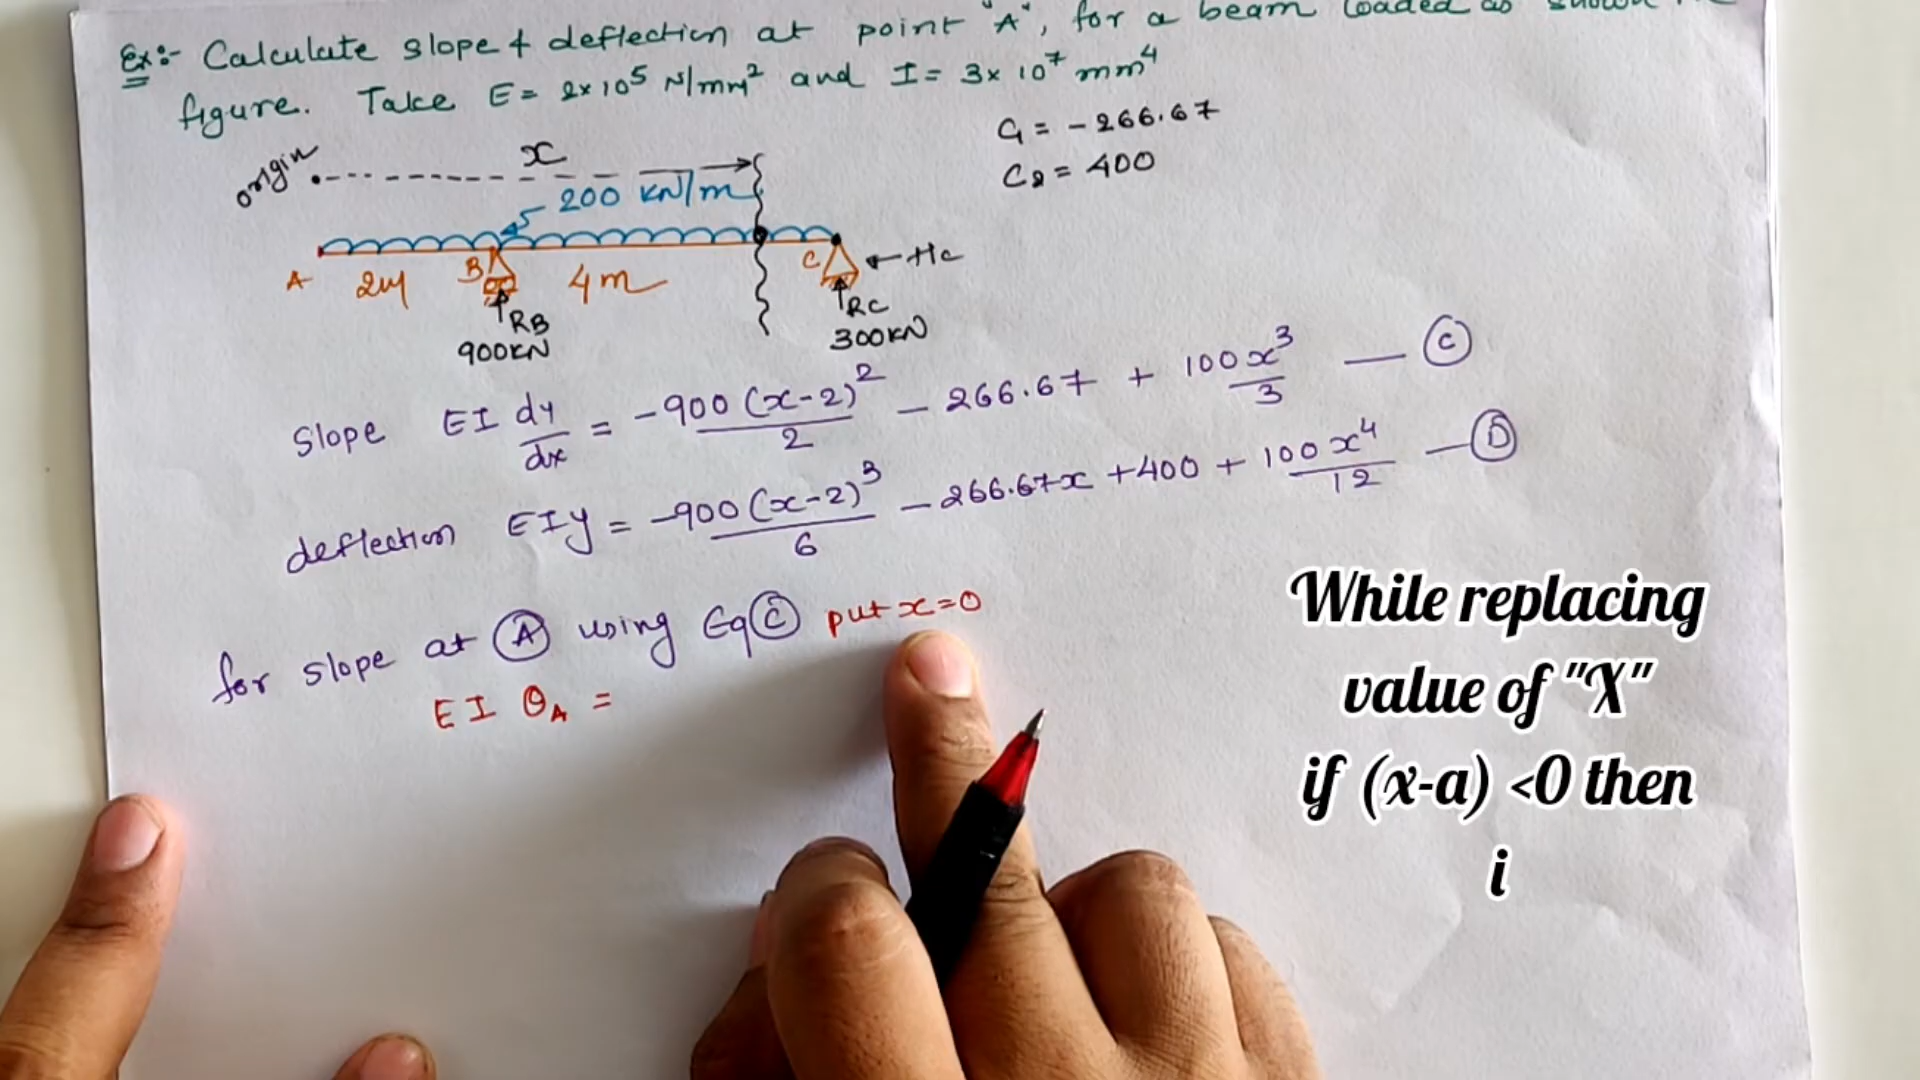 Ex:- Calculate slope & deflection at point "A", for a beam loaded as shown
figure. Take E = 2×10⁵ N/mm² and I = 3×10⁷ mm⁴
C₁ = -266.67
C₂ = 400
origin
x
200 KN/m
A 2m B 4m C ← Hc
↑RB
900KN
↑RC
300KN
Slope EI dy/dx = -900(x-2)²/2 - 266.67 + 100x³/3 — Ⓒ
deflection EIy = -900(x-2)³/6 - 266.67x + 400 + 100x⁴/12 — Ⓓ
for slope at Ⓐ using Eq Ⓒ put x=0
EI θA =
While replacing
value of "X"
if (x-a) <0 then
i